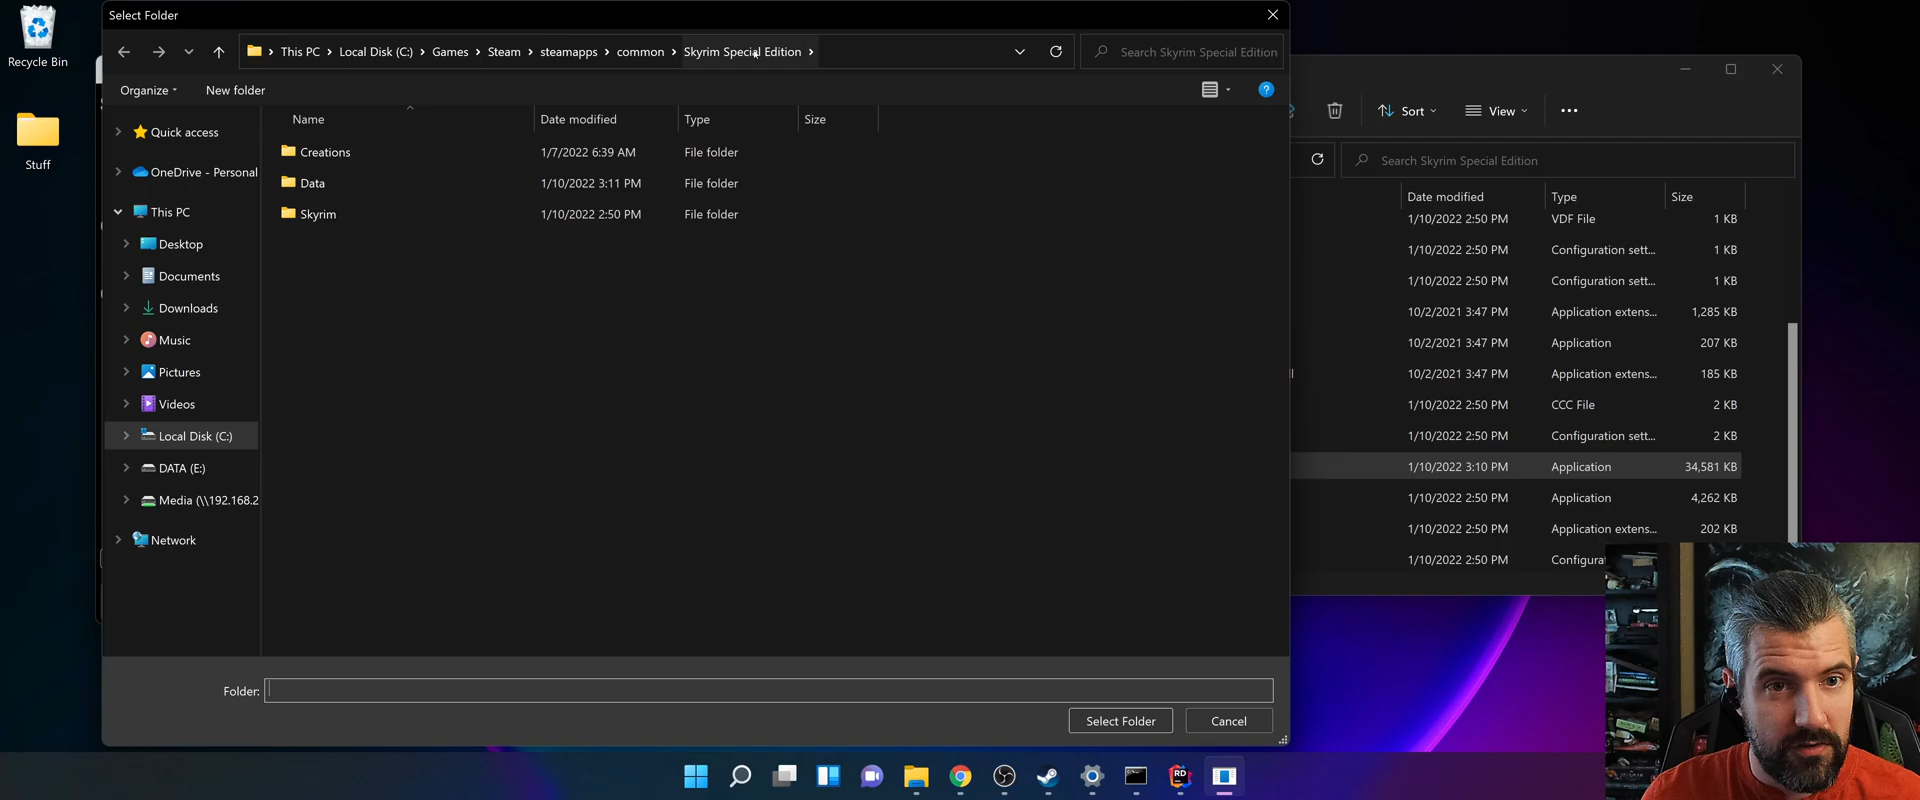 Recycle Bin
Stuff
Select Folder
This PC > Local Disk (C:) > Games > Steam > steamapps > common > Skyrim Special Edition >
Search Skyrim Special Edition
Organize
New folder
Quick access
OneDrive - Personal
This PC
Desktop
Documents
Downloads
Music
Pictures
Videos
Local Disk (C:)
DATA (E:)
Media (\\192.168.2
Network
Name Date modified Type Size
Creations 1/7/2022 6:39 AM File folder
Data 1/10/2022 3:11 PM File folder
Skyrim 1/10/2022 2:50 PM File folder
Folder:
Select Folder
Cancel
Sort
View
Search Skyrim Special Edition
Date modified Type Size
1/10/2022 2:50 PM VDF File 1 KB
1/10/2022 2:50 PM Configuration sett... 1 KB
1/10/2022 2:50 PM Configuration sett... 1 KB
10/2/2021 3:47 PM Application extens... 1,285 KB
10/2/2021 3:47 PM Application 207 KB
10/2/2021 3:47 PM Application extens... 185 KB
1/10/2022 2:50 PM CCC File 2 KB
1/10/2022 2:50 PM Configuration sett... 2 KB
1/10/2022 3:10 PM Application 34,581 KB
1/10/2022 2:50 PM Application 4,262 KB
1/10/2022 2:50 PM Application extens... 202 KB
1/10/2022 2:50 PM Configura
RD